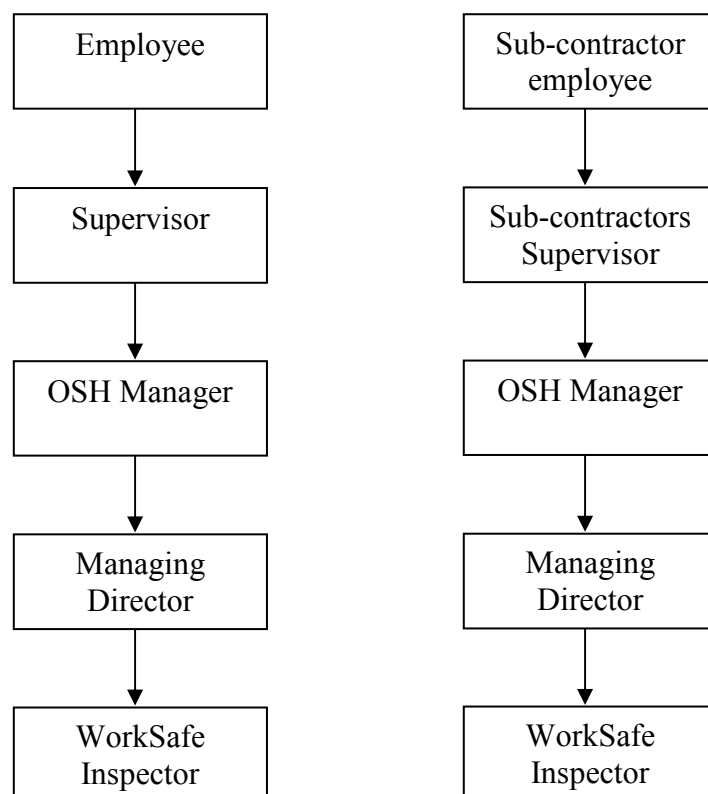 Employee
Supervisor
OSH Manager
Managing
Director
WorkSafe
Inspector
Sub-contractor
employee
Sub-contractors
Supervisor
OSH Manager
Managing
Director
WorkSafe
Inspector